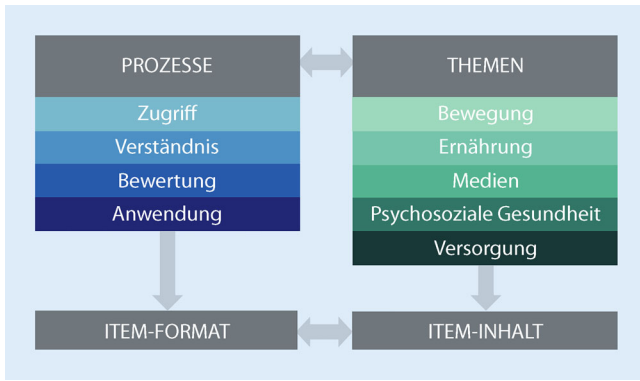 PROZESSE
Zugriff
Verständnis
Bewertung
Anwendung
ITEM-FORMAT
THEMEN
Bewegung
Ernährung
Medien
Psychosoziale Gesundheit
Versorgung
ITEM-INHALT